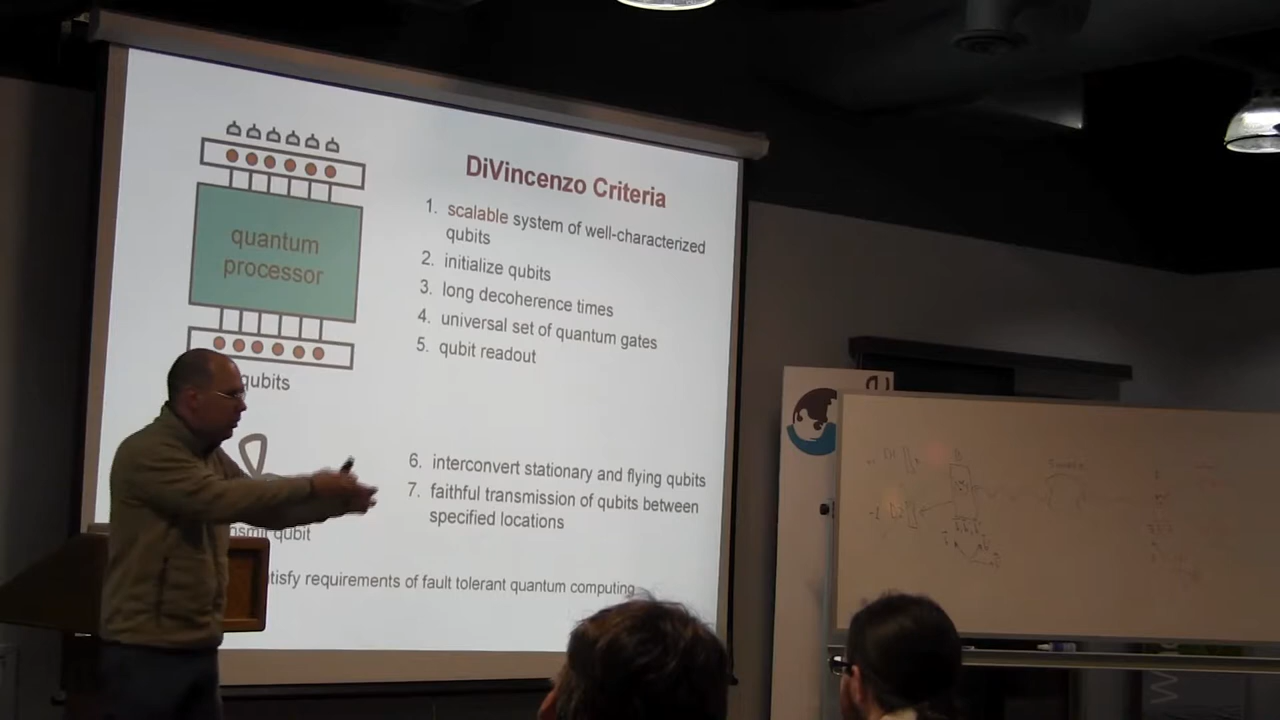 DiVincenzo Criteria
quantum
processor
qubits
1. scalable system of well-characterized
qubits
2. initialize qubits
3. long decoherence times
4. universal set of quantum gates
5. qubit readout
6. interconvert stationary and flying qubits
7. faithful transmission of qubits between
specified locations
qubit
requirements of fault tolerant quantum computing